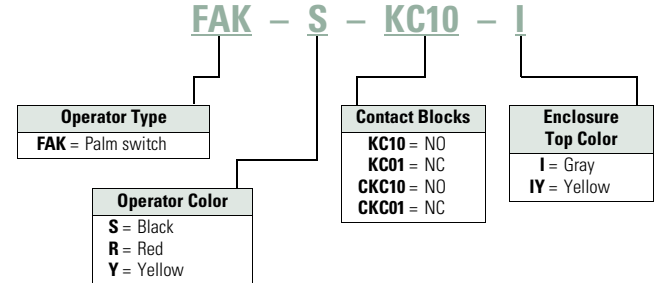 FAK – S – KC10 – I
Operator Type
FAK = Palm switch
Operator Color
S = Black
R = Red
Y = Yellow
Contact Blocks
KC10 = NO
KC01 = NC
CKC10 = NO
CKC01 = NC
Enclosure
Top Color
I = Gray
IY = Yellow